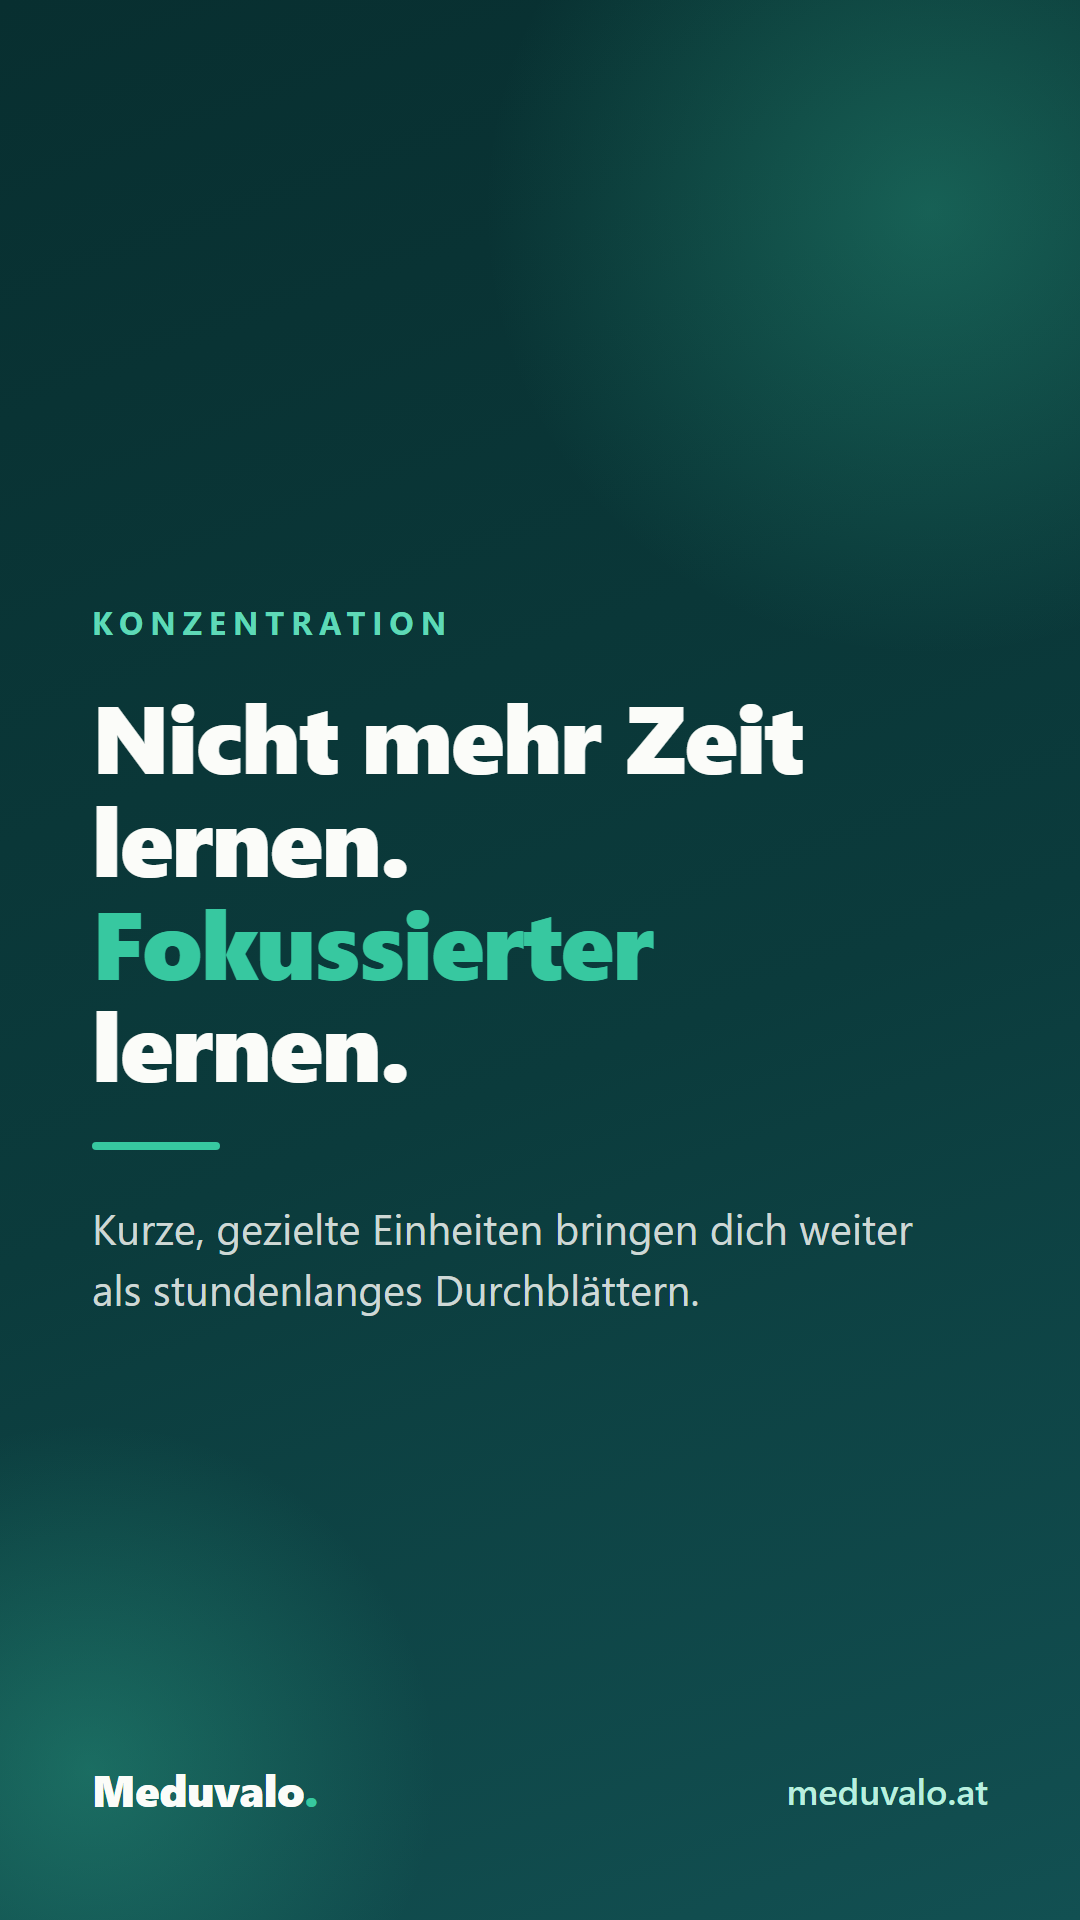 KONZENTRATION
Nicht mehr Zeit
lernen.
Fokussierter
lernen.
Kurze, gezielte Einheiten bringen dich weiter
als stundenlanges Durchblättern.
Meduvalo.
meduvalo.at